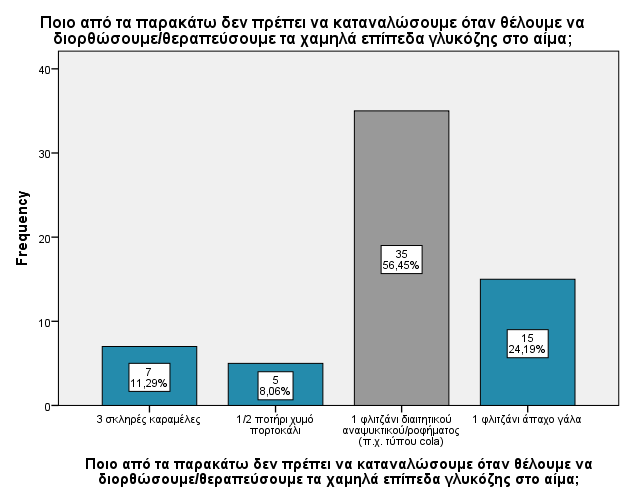 Ποιο από τα παρακάτω δεν πρέπει να καταναλώσουμε όταν θέλουμε να
διορθώσουμε/θεραπεύσουμε τα χαμηλά επίπεδα γλυκόζης στο αίμα;
40
30
20
10
0
Frequency
7
11,29%
5
8,06%
35
56,45%
15
24,19%
3 σκληρές καραμέλες
1/2 ποτήρι χυμό
πορτοκάλι
1 φλιτζάνι διαιτητικού
αναψυκτικού/ροφήματος
(π.χ. τύπου cola)
1 φλιτζάνι άπαχο γάλα
Ποιο από τα παρακάτω δεν πρέπει να καταναλώσουμε όταν θέλουμε να
διορθώσουμε/θεραπεύσουμε τα χαμηλά επίπεδα γλυκόζης στο αίμα;